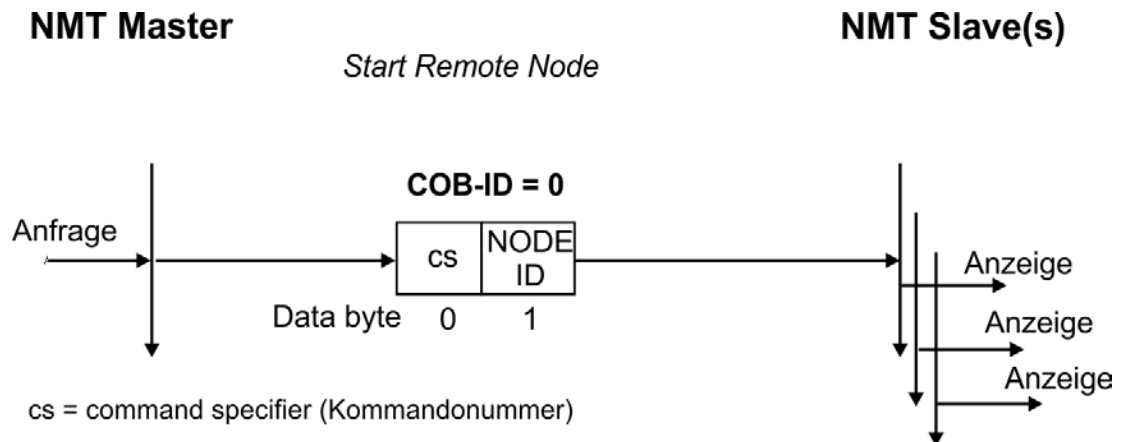 NMT Master
NMT Slave(s)
Start Remote Node
COB-ID = 0
Anfrage
cs
NODE
ID
Anzeige
Data byte 0 1
Anzeige
Anzeige
cs = command specifier (Kommandonummer)